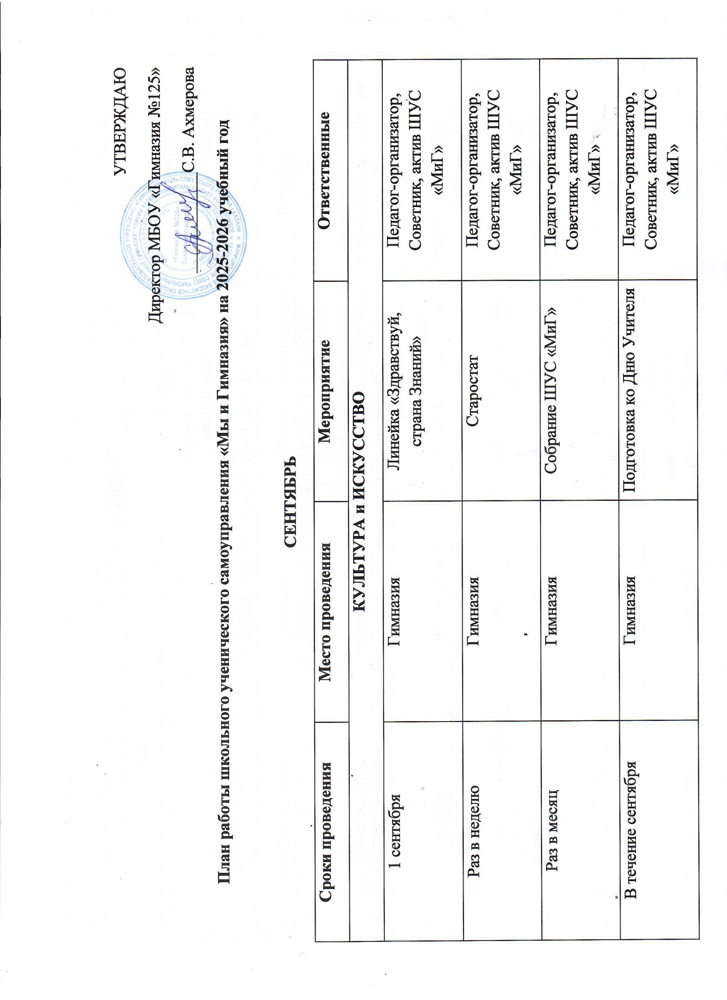 УТВЕРЖДАЮ
Директор МБОУ «Гимназия №125»
С.В. Ахмерова
План работы школьного ученического самоуправления «Мы и Гимназия» на 2025-2026 учебный год
СЕНТЯБРЬ
Сроки проведения Место проведения Мероприятие Ответственные
КУЛЬТУРА и ИСКУССТВО
1 сентября Гимназия Линейка «Здравствуй, Педагог-организатор,
страна Знаний» Советник, актив ШУС
«МиГ»
Раз в неделю Гимназия Старостат Педагог-организатор,
Советник, актив ШУС
«МиГ»
Раз в месяц Гимназия Собрание ШУС «МиГ» Педагог-организатор,
Советник, актив ШУС
«МиГ»
В течение сентября Гимназия Подготовка ко Дню Учителя Педагог-организатор,
Советник, актив ШУС
«МиГ»